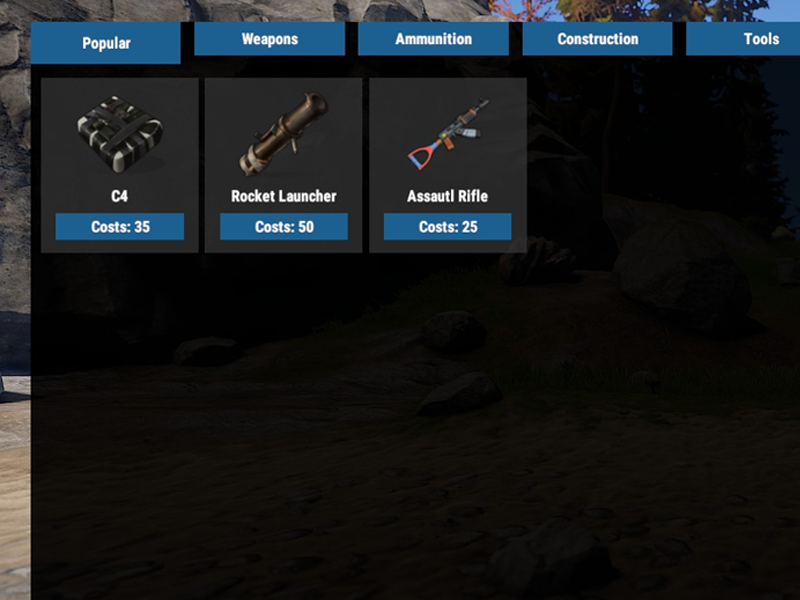 Popular
Weapons
Ammunition
Construction
Tools
C4
Rocket Launcher
Assautl Rifle
Costs: 35
Costs: 50
Costs: 25